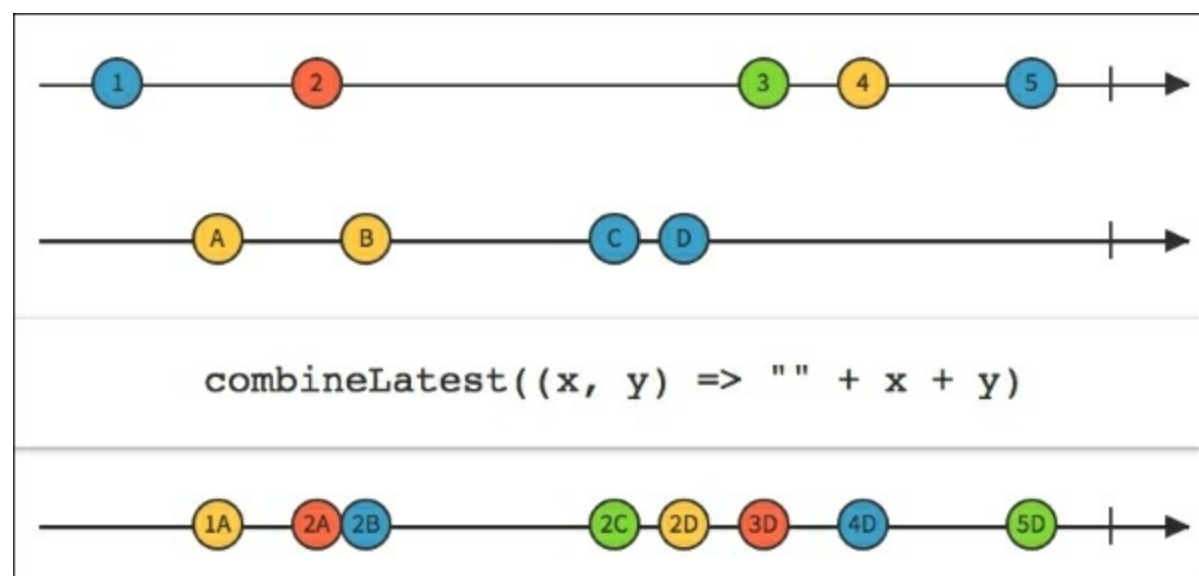 1 2 3 4 5
A B C D
combineLatest((x, y) => "" + x + y)
1A 2A 2B 2C 2D 3D 4D 5D